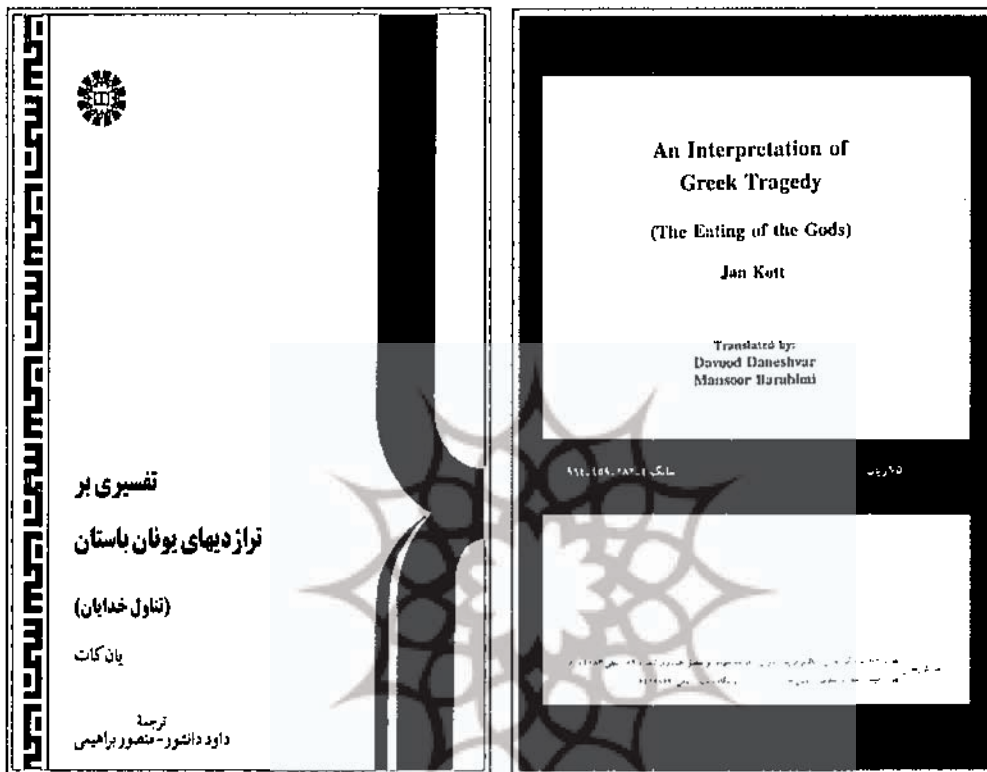 تفسیری بر
تراژدیهای یونان باستان
(تناول خدایان)
یان کات
ترجمهٔ
داود دانشور - منصور براهیمی
An Interpretation of
Greek Tragedy
(The Eating of the Gods)
Jan Kott
Translated by:
Davood Daneshvar
Mansoor Barahimi